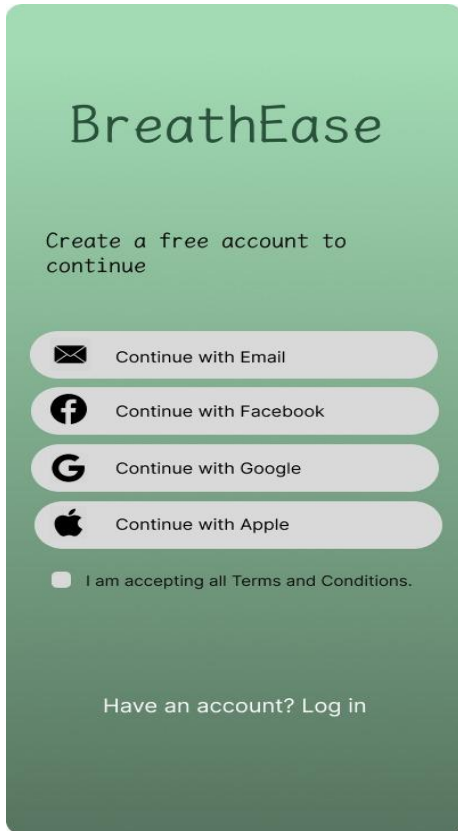 BreathEase
Create a free account to
continue
Continue with Email
Continue with Facebook
Continue with Google
Continue with Apple
I am accepting all Terms and Conditions.
Have an account? Log in